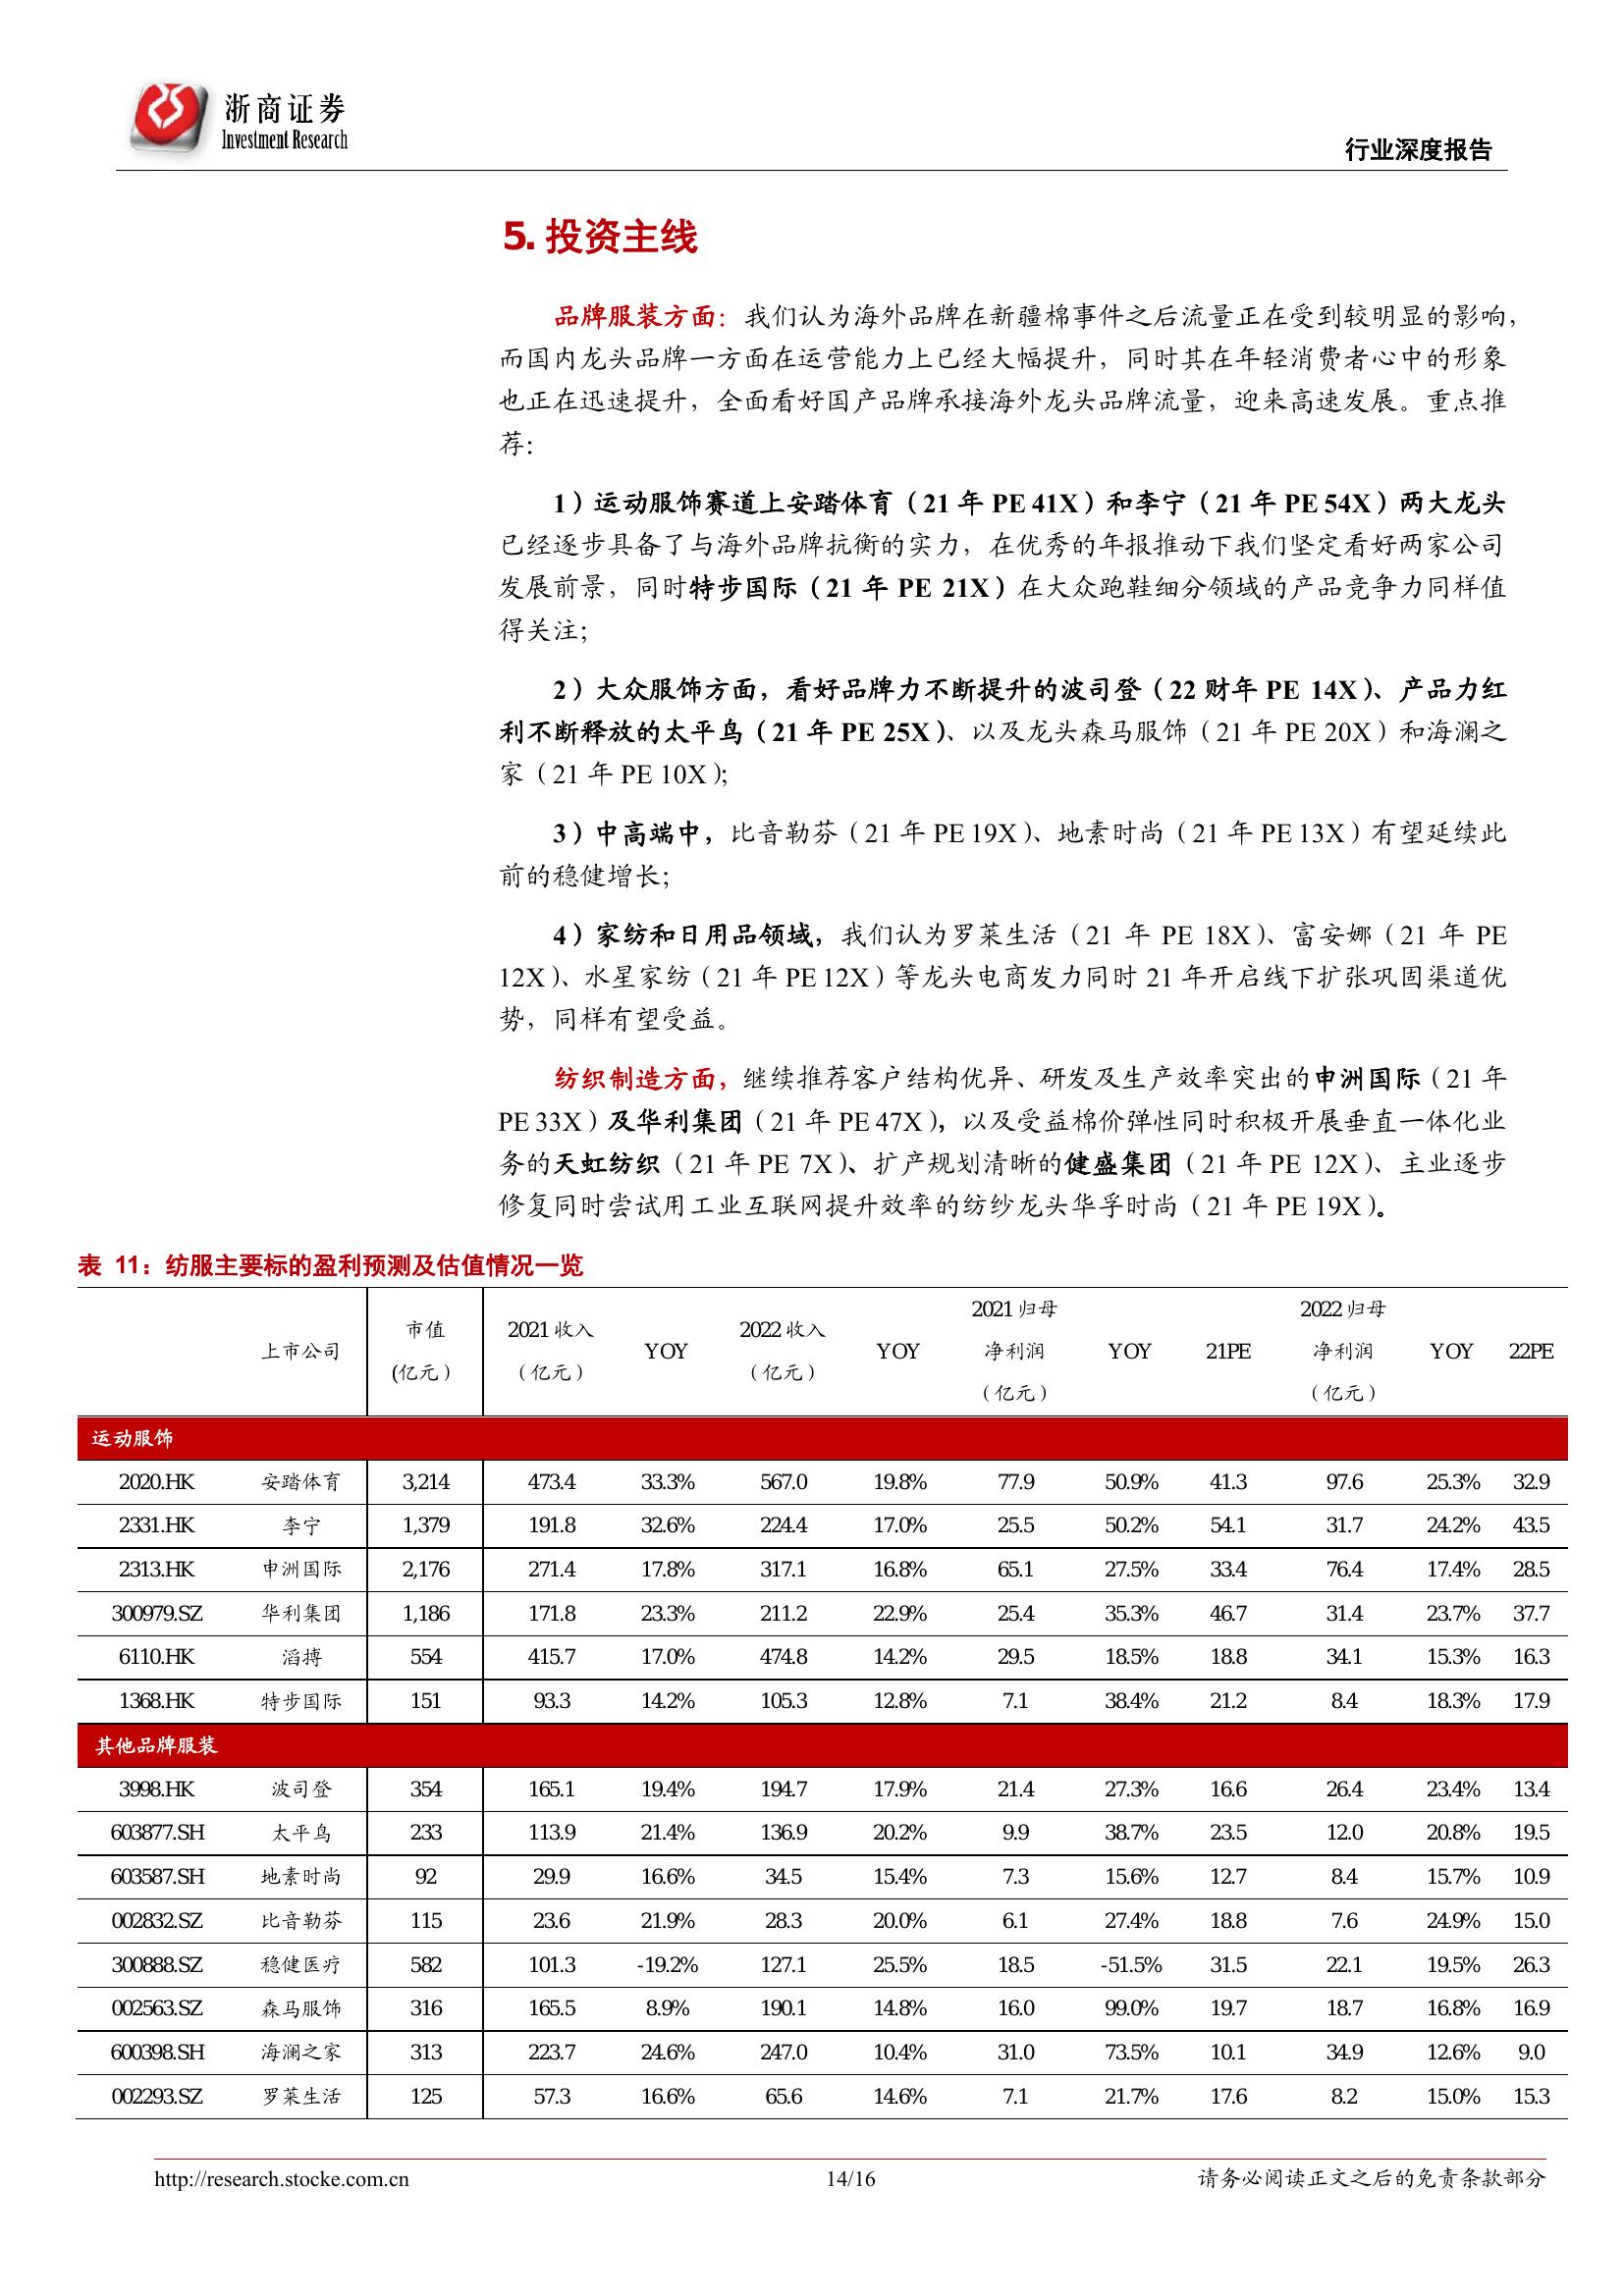 浙商证券
Investment Research
行业深度报告
5. 投资主线
品牌服装方面：我们认为海外品牌在新疆棉事件之后流量正在受到较明显的影响，
而国内龙头品牌一方面在运营能力上已经大幅提升，同时其在年轻消费者心中的形象
也正在迅速提升，全面看好国产品牌承接海外龙头品牌流量，迎来高速发展。重点推
荐：
1）运动服饰赛道上安踏体育（21 年 PE 41X）和李宁（21 年 PE 54X）两大龙头
已经逐步具备了与海外品牌抗衡的实力，在优秀的年报推动下我们坚定看好两家公司
发展前景，同时特步国际（21 年 PE 21X）在大众跑鞋细分领域的产品竞争力同样值
得关注；
2）大众服饰方面，看好品牌力不断提升的波司登（22 财年 PE 14X）、产品力红
利不断释放的太平鸟（21 年 PE 25X）、以及龙头森马服饰（21 年 PE 20X）和海澜之
家（21 年 PE 10X）；
3）中高端中，比音勒芬（21 年 PE 19X）、地素时尚（21 年 PE 13X）有望延续此
前的稳健增长；
4）家纺和日用品领域，我们认为罗莱生活（21 年 PE 18X）、富安娜（21 年 PE
12X）、水星家纺（21 年 PE 12X）等龙头电商发力同时 21 年开启线下扩张巩固渠道优
势，同样有望受益。
纺织制造方面，继续推荐客户结构优异、研发及生产效率突出的申洲国际（21 年
PE 33X）及华利集团（21 年 PE 47X），以及受益棉价弹性同时积极开展垂直一体化业
务的天虹纺织（21 年 PE 7X）、扩产规划清晰的健盛集团（21 年 PE 12X）、主业逐步
修复同时尝试用工业互联网提升效率的纺纱龙头华孚时尚（21 年 PE 19X）。
表 11：纺服主要标的盈利预测及估值情况一览
上市公司 市值（亿元） 2021 收入（亿元） YOY 2022 收入（亿元） YOY 2021 归母净利润（亿元） YOY 21PE 2022 归母净利润（亿元） YOY 22PE
运动服饰
2020.HK 安踏体育 3,214 473.4 33.3% 567.0 19.8% 77.9 50.9% 41.3 97.6 25.3% 32.9
2331.HK 李宁 1,379 191.8 32.6% 224.4 17.0% 25.5 50.2% 54.1 31.7 24.2% 43.5
2313.HK 申洲国际 2,176 271.4 17.8% 317.1 16.8% 65.1 27.5% 33.4 76.4 17.4% 28.5
300979.SZ 华利集团 1,186 171.8 23.3% 211.2 22.9% 25.4 35.3% 46.7 31.4 23.7% 37.7
6110.HK 滔搏 554 415.7 17.0% 474.8 14.2% 29.5 18.5% 18.8 34.1 15.3% 16.3
1368.HK 特步国际 151 93.3 14.2% 105.3 12.8% 7.1 38.4% 21.2 8.4 18.3% 17.9
其他品牌服装
3998.HK 波司登 354 165.1 19.4% 194.7 17.9% 21.4 27.3% 16.6 26.4 23.4% 13.4
603877.SH 太平鸟 233 113.9 21.4% 136.9 20.2% 9.9 38.7% 23.5 12.0 20.8% 19.5
603587.SH 地素时尚 92 29.9 16.6% 34.5 15.4% 7.3 15.6% 12.7 8.4 15.7% 10.9
002832.SZ 比音勒芬 115 23.6 21.9% 28.3 20.0% 6.1 27.4% 18.8 7.6 24.9% 15.0
300888.SZ 稳健医疗 582 101.3 -19.2% 127.1 25.5% 18.5 -51.5% 31.5 22.1 19.5% 26.3
002563.SZ 森马服饰 316 165.5 8.9% 190.1 14.8% 16.0 99.0% 19.7 18.7 16.8% 16.9
600398.SH 海澜之家 313 223.7 24.6% 247.0 10.4% 31.0 73.5% 10.1 34.9 12.6% 9.0
002293.SZ 罗莱生活 125 57.3 16.6% 65.6 14.6% 7.1 21.7% 17.6 8.2 15.0% 15.3
http://research.stocke.com.cn 14/16 请务必阅读正文之后的免责条款部分